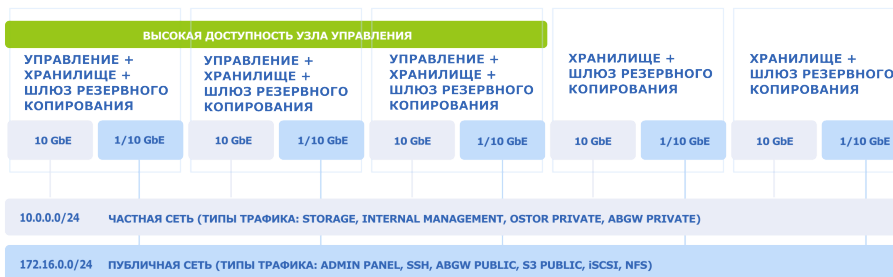 ВЫСОКАЯ ДОСТУПНОСТЬ УЗЛА УПРАВЛЕНИЯ
УПРАВЛЕНИЕ +
ХРАНИЛИЩЕ +
ШЛЮЗ РЕЗЕРВНОГО
КОПИРОВАНИЯ
УПРАВЛЕНИЕ +
ХРАНИЛИЩЕ +
ШЛЮЗ РЕЗЕРВНОГО
КОПИРОВАНИЯ
УПРАВЛЕНИЕ +
ХРАНИЛИЩЕ +
ШЛЮЗ РЕЗЕРВНОГО
КОПИРОВАНИЯ
ХРАНИЛИЩЕ +
ШЛЮЗ РЕЗЕРВНОГО
КОПИРОВАНИЯ
ХРАНИЛИЩЕ +
ШЛЮЗ РЕЗЕРВНОГО
КОПИРОВАНИЯ
10 GbE 1/10 GbE 10 GbE 1/10 GbE 10 GbE 1/10 GbE 10 GbE 1/10 GbE 10 GbE 1/10 GbE
10.0.0.0/24 ЧАСТНАЯ СЕТЬ (ТИПЫ ТРАФИКА: STORAGE, INTERNAL MANAGEMENT, OSTOR PRIVATE, ABGW PRIVATE)
172.16.0.0/24 ПУБЛИЧНАЯ СЕТЬ (ТИПЫ ТРАФИКА: ADMIN PANEL, SSH, ABGW PUBLIC, S3 PUBLIC, iSCSI, NFS)